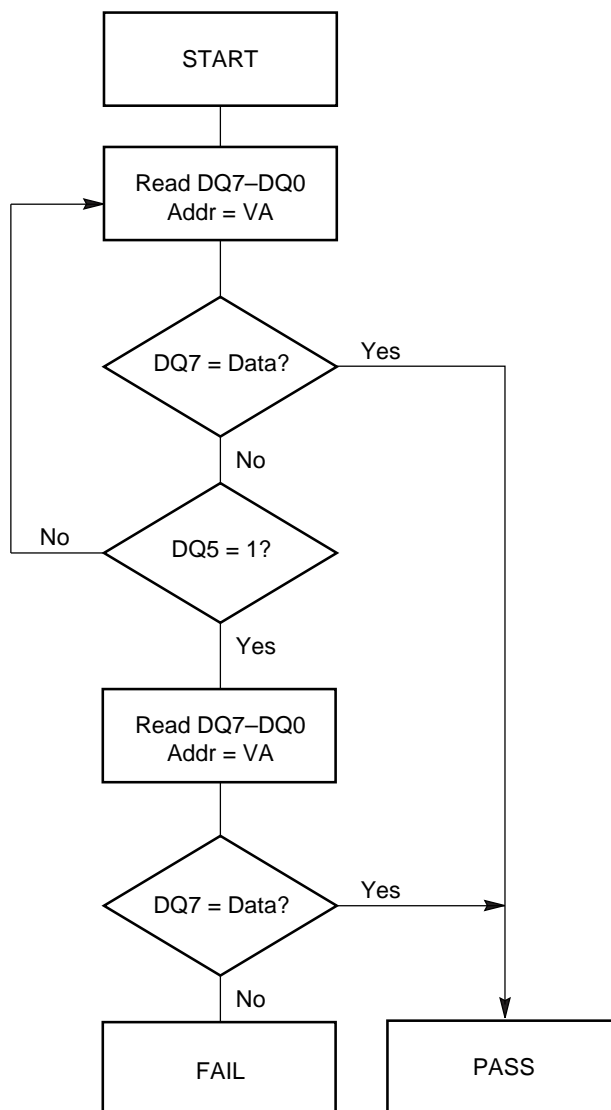 START
Read DQ7–DQ0
Addr = VA
DQ7 = Data?
Yes
No
No
DQ5 = 1?
Yes
Read DQ7–DQ0
Addr = VA
DQ7 = Data?
Yes
No
FAIL
PASS